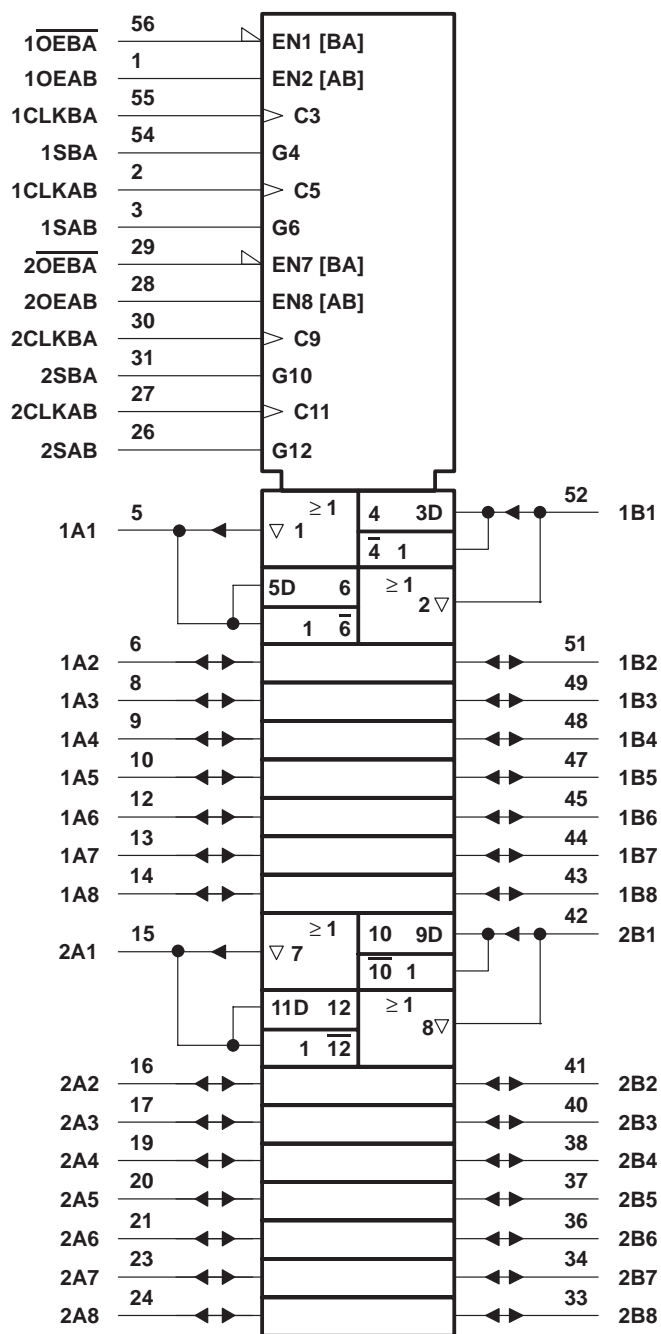 56
1O̅E̅B̅A̅ EN1 [BA]
1
1OEAB EN2 [AB]
55
1CLKBA C3
54
1SBA G4
2
1CLKAB C5
3
1SAB G6
29
2O̅E̅B̅A̅ EN7 [BA]
28
2OEAB EN8 [AB]
30
2CLKBA C9
31
2SBA G10
27
2CLKAB C11
26
2SAB G12
5 ≥ 1 4 3D 52
1A1 ▽ 1 4̅ 1 1B1
5D 6 ≥ 1
1 6̅ 2 ▽
6 51
1A2 1B2
8 49
1A3 1B3
9 48
1A4 1B4
10 47
1A5 1B5
12 45
1A6 1B6
13 44
1A7 1B7
14 43
1A8 1B8
15 ≥ 1 10 9D 42
2A1 ▽ 7 1̅0̅ 1 2B1
11D 12 ≥ 1
1 1̅2̅ 8 ▽
16 41
2A2 2B2
17 40
2A3 2B3
19 38
2A4 2B4
20 37
2A5 2B5
21 36
2A6 2B6
23 34
2A7 2B7
24 33
2A8 2B8